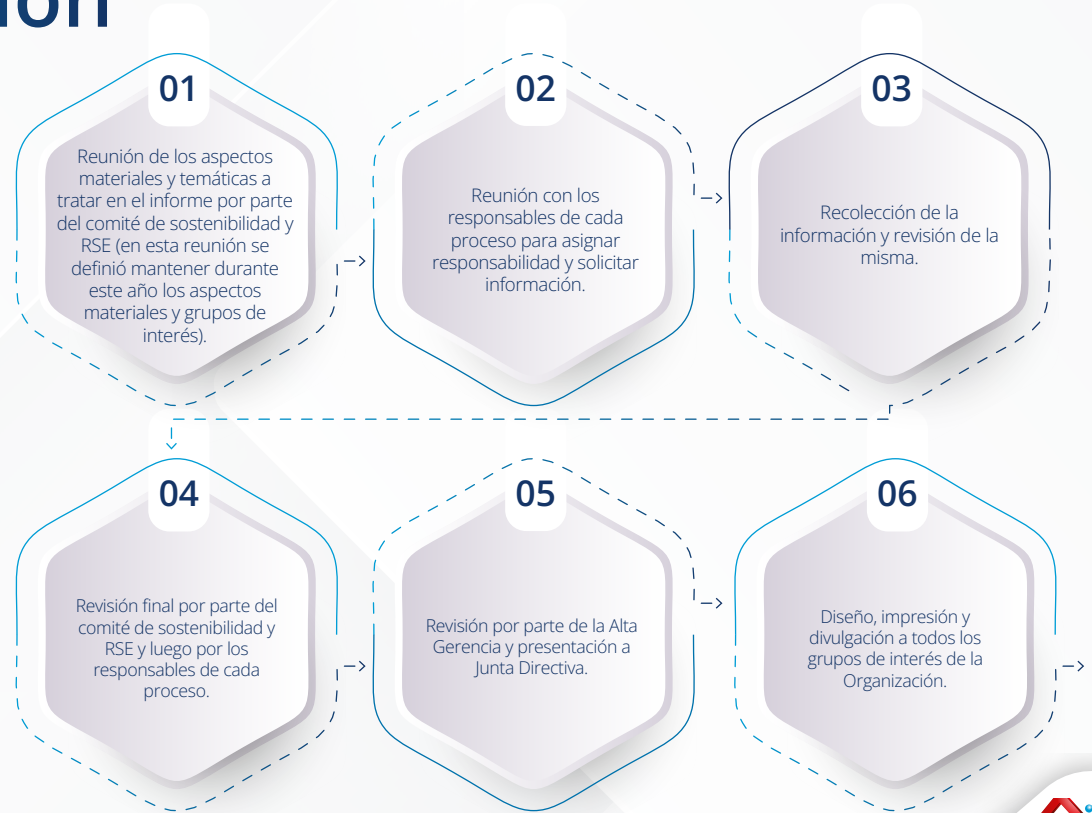 01
Reunión de los aspectos
materiales y temáticas a
tratar en el informe por parte
del comité de sostenibilidad y
RSE (en esta reunión se
definió mantener durante
este año los aspectos
materiales y grupos de
interés).
02
Reunión con los
responsables de cada
proceso para asignar
responsabilidad y solicitar
información.
03
Recolección de la
información y revisión de la
misma.
04
Revisión final por parte del
comité de sostenibilidad y
RSE y luego por los
responsables de cada
proceso.
05
Revisión por parte de la Alta
Gerencia y presentación a
Junta Directiva.
06
Diseño, impresión y
divulgación a todos los
grupos de interés de la
Organización.